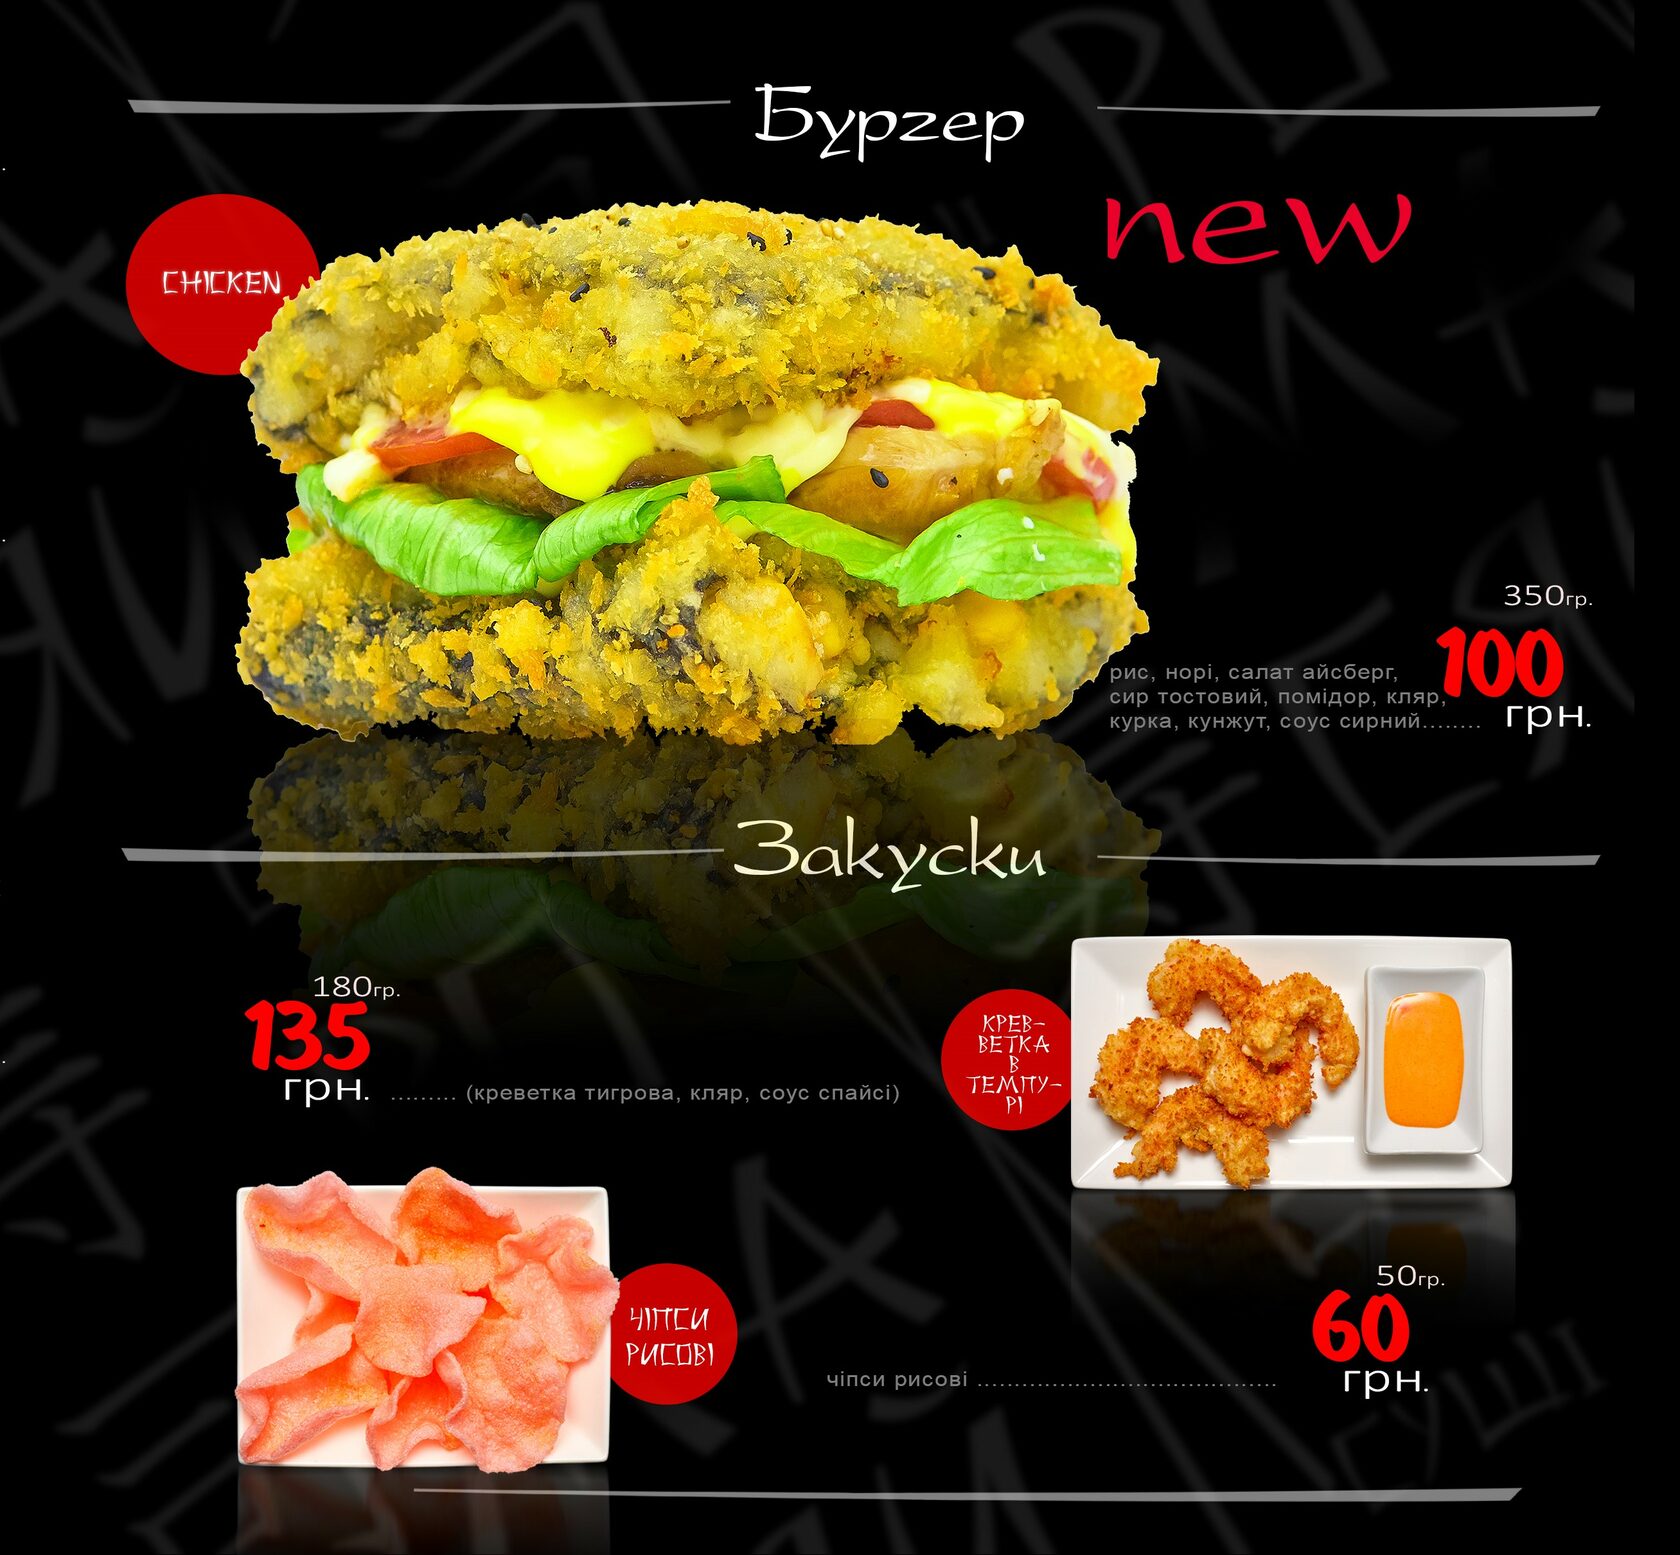 Бургер
new
CHICKEN
350гр.
100
грн.
рис, норі, салат айсберг,
сир тостовий, помідор, кляр,
курка, кунжут, соус сирний........
Закуски
180гр.
135
грн.
......... (креветка тигрова, кляр, соус спайсі)
КРЕВ-
ВЕТКА
В
ТЕМПУ-
РІ
ЧІПСИ
РИСОВІ
50гр.
60
грн.
чіпси рисові ........................................